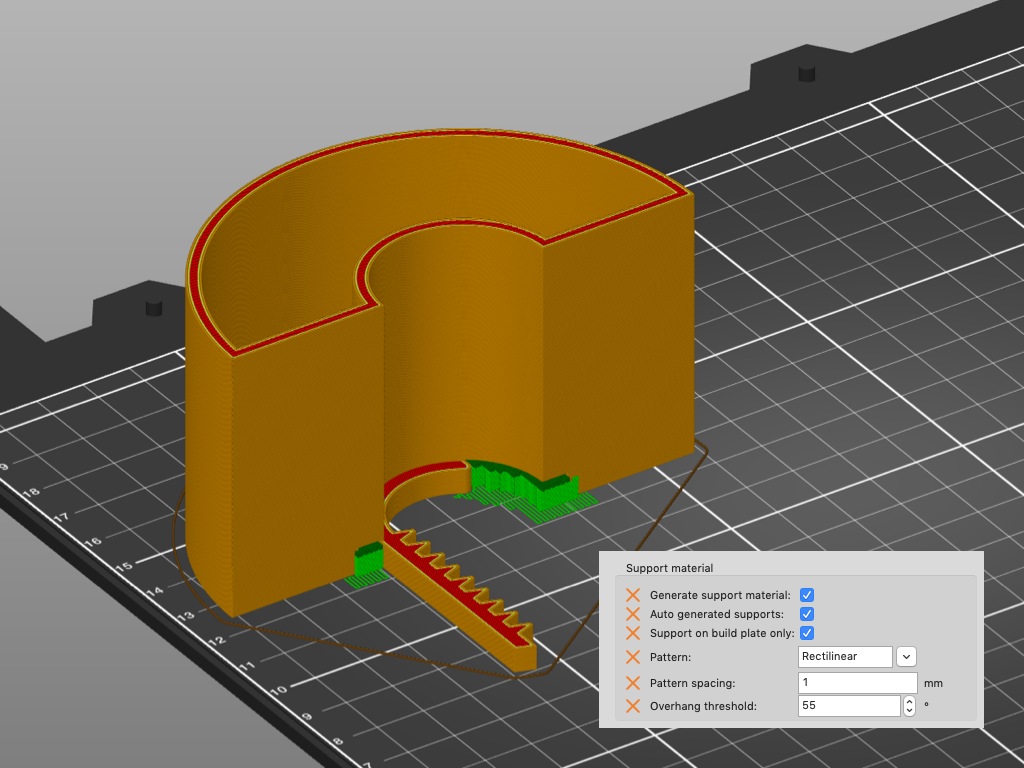 9
18
17
16
15
14
13
12
11
10
9
8
7
Support material
Generate support material:
Auto generated supports:
Support on build plate only:
Pattern: Rectilinear
Pattern spacing: 1 mm
Overhang threshold: 55 °